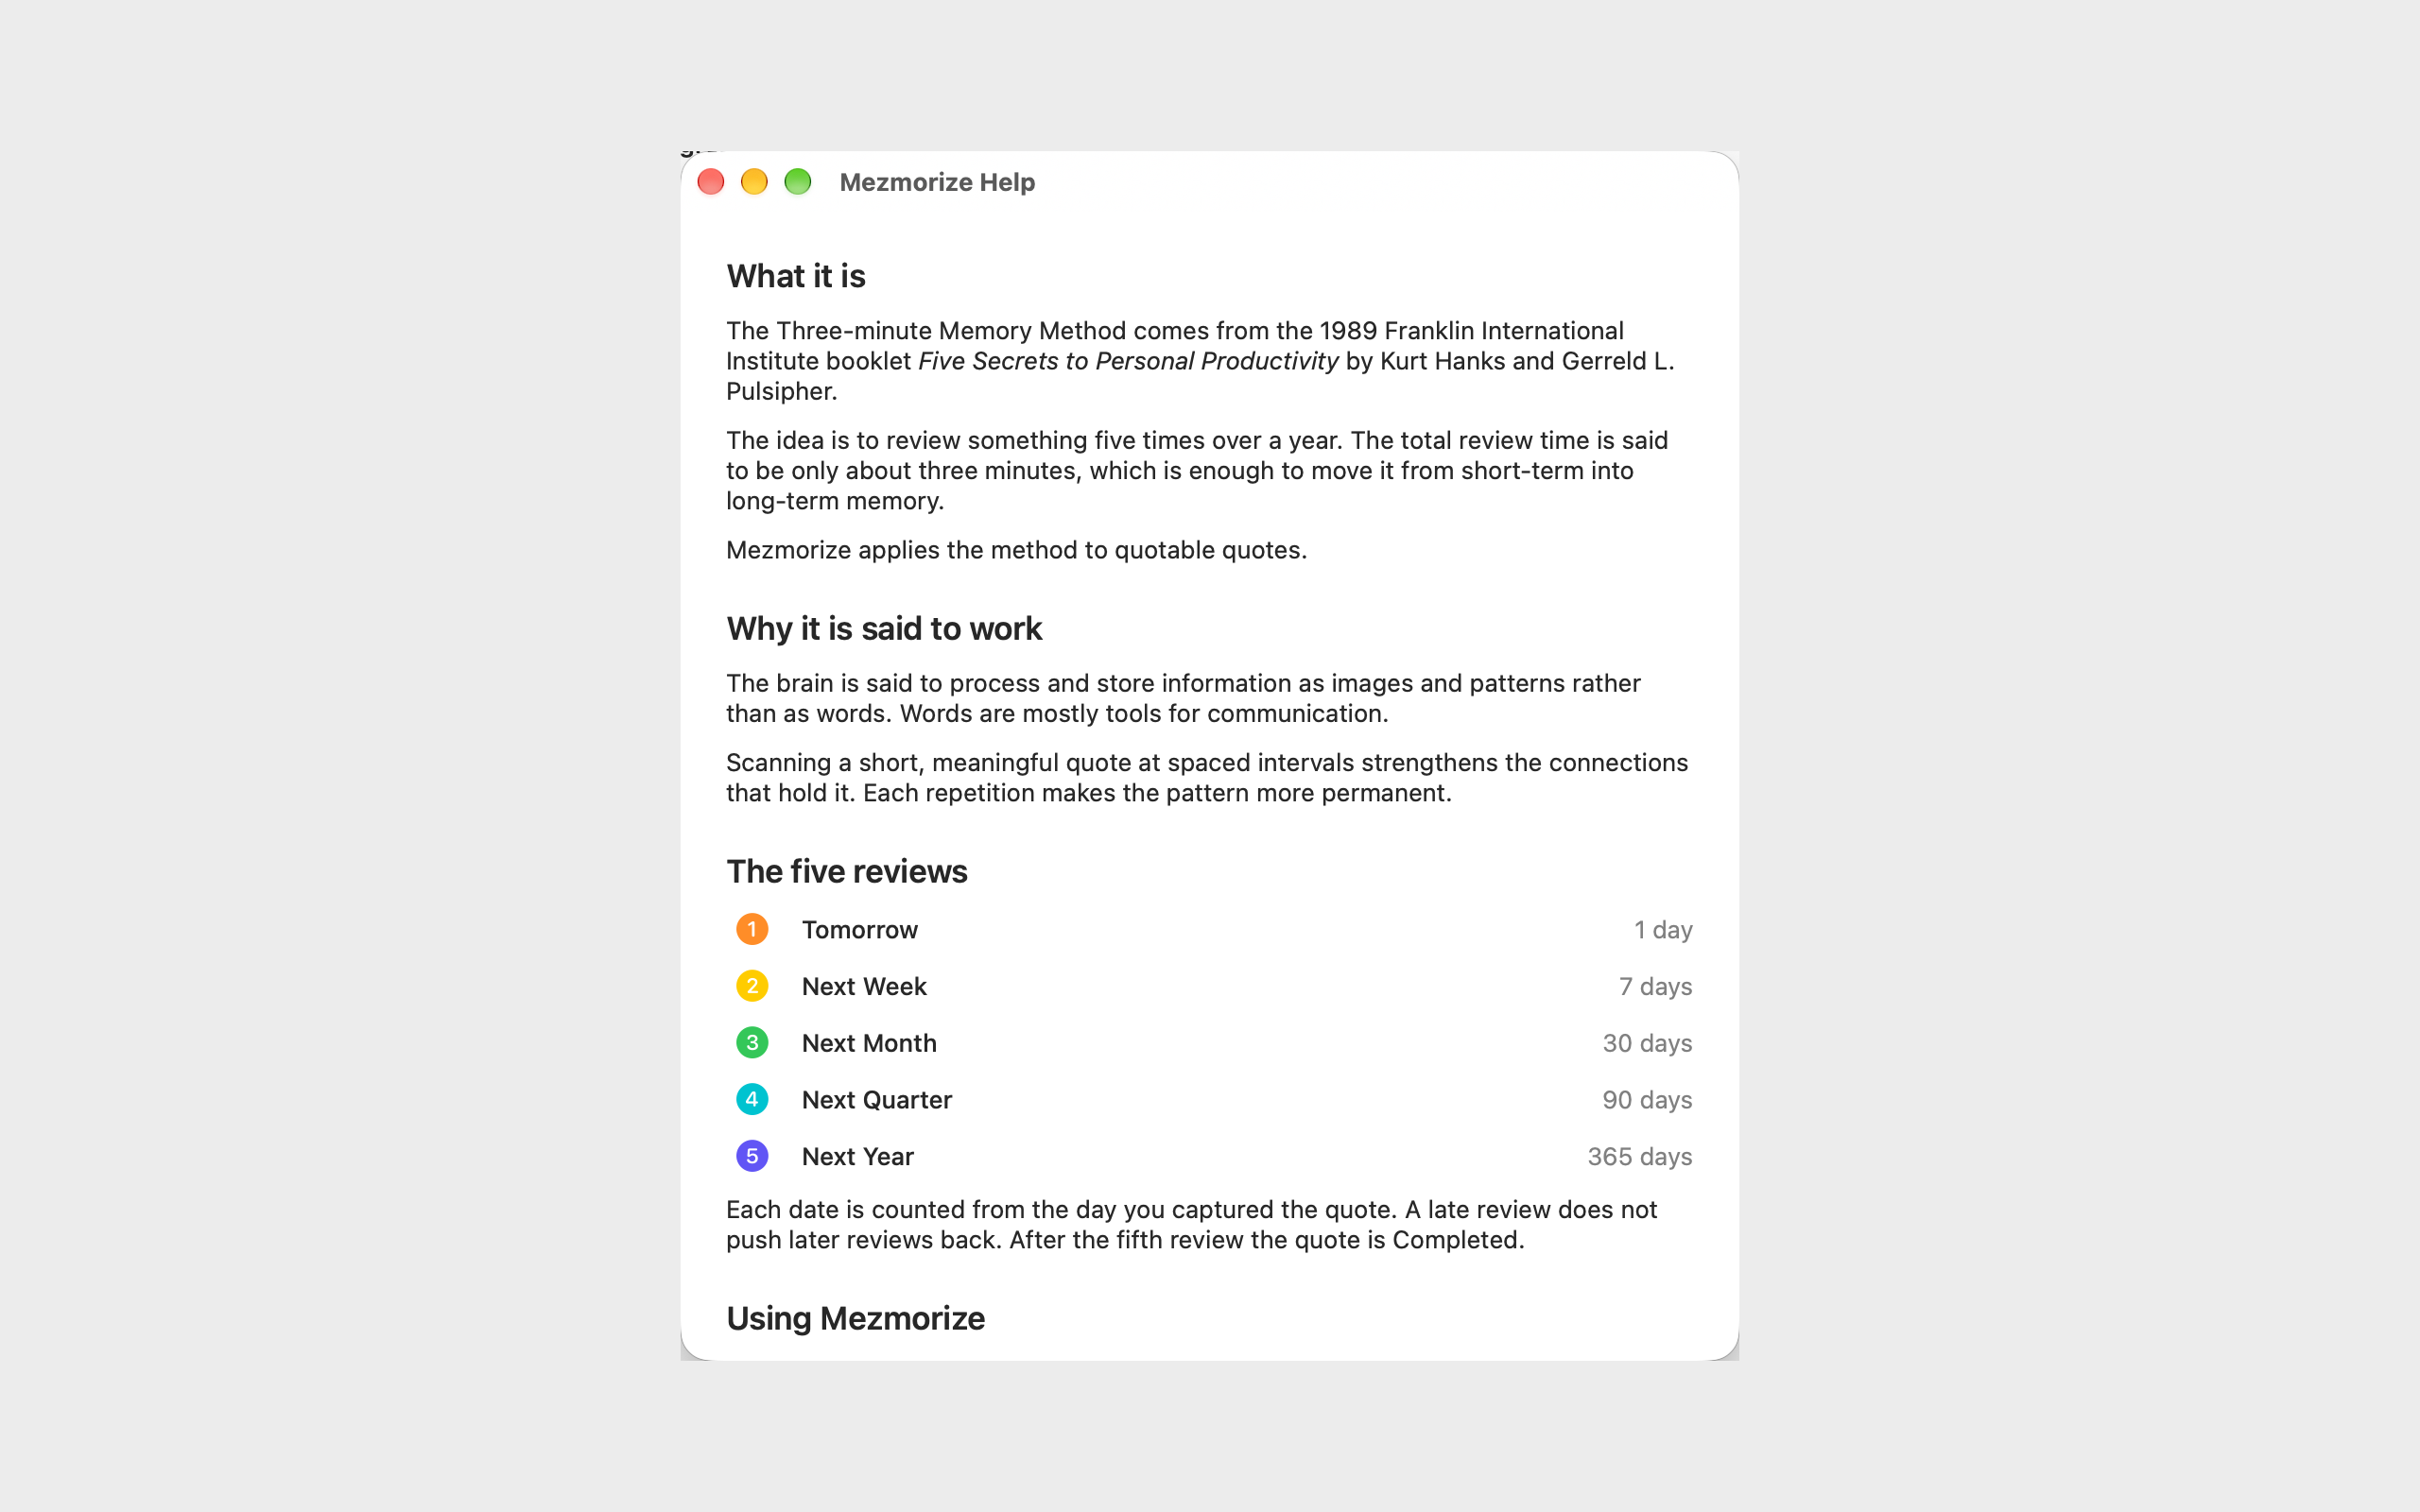 Mezmorize Help
What it is
The Three-minute Memory Method comes from the 1989 Franklin International
Institute booklet Five Secrets to Personal Productivity by Kurt Hanks and Gerreld L.
Pulsipher.
The idea is to review something five times over a year. The total review time is said
to be only about three minutes, which is enough to move it from short-term into
long-term memory.
Mezmorize applies the method to quotable quotes.
Why it is said to work
The brain is said to process and store information as images and patterns rather
than as words. Words are mostly tools for communication.
Scanning a short, meaningful quote at spaced intervals strengthens the connections
that hold it. Each repetition makes the pattern more permanent.
The five reviews
1 Tomorrow 1 day
2 Next Week 7 days
3 Next Month 30 days
4 Next Quarter 90 days
5 Next Year 365 days
Each date is counted from the day you captured the quote. A late review does not
push later reviews back. After the fifth review the quote is Completed.
Using Mezmorize